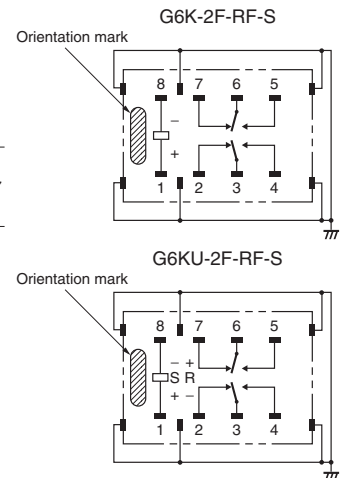 G6K-2F-RF-S
Orientation mark
8 7 6 5
−
+
1 2 3 4
G6KU-2F-RF-S
Orientation mark
8 7 6 5
− +
S R
+ −
1 2 3 4